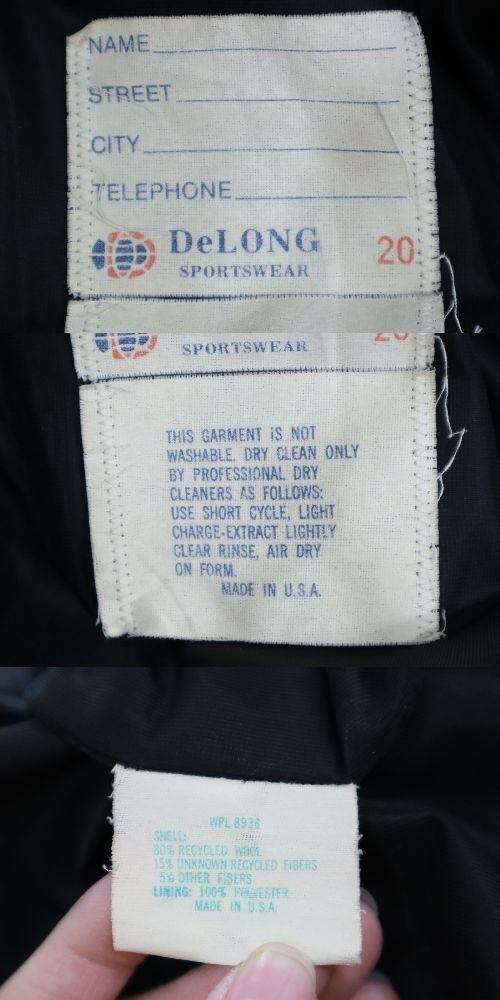 NAME
STREET
CITY
TELEPHONE
DeLONG 20
SPORTSWEAR
SPORTSWEAR 20
THIS GARMENT IS NOT
WASHABLE. DRY CLEAN ONLY
BY PROFESSIONAL DRY
CLEANERS AS FOLLOWS:
USE SHORT CYCLE, LIGHT
CHARGE-EXTRACT LIGHTLY
CLEAR RINSE, AIR DRY
ON FORM.
MADE IN U.S.A.
WPL 8936
SHELL:
80% RECYCLED WOOL
15% UNKNOWN RECYCLED FIBERS
5% OTHER FIBERS
LINING: 100% POLYESTER
MADE IN U.S.A.